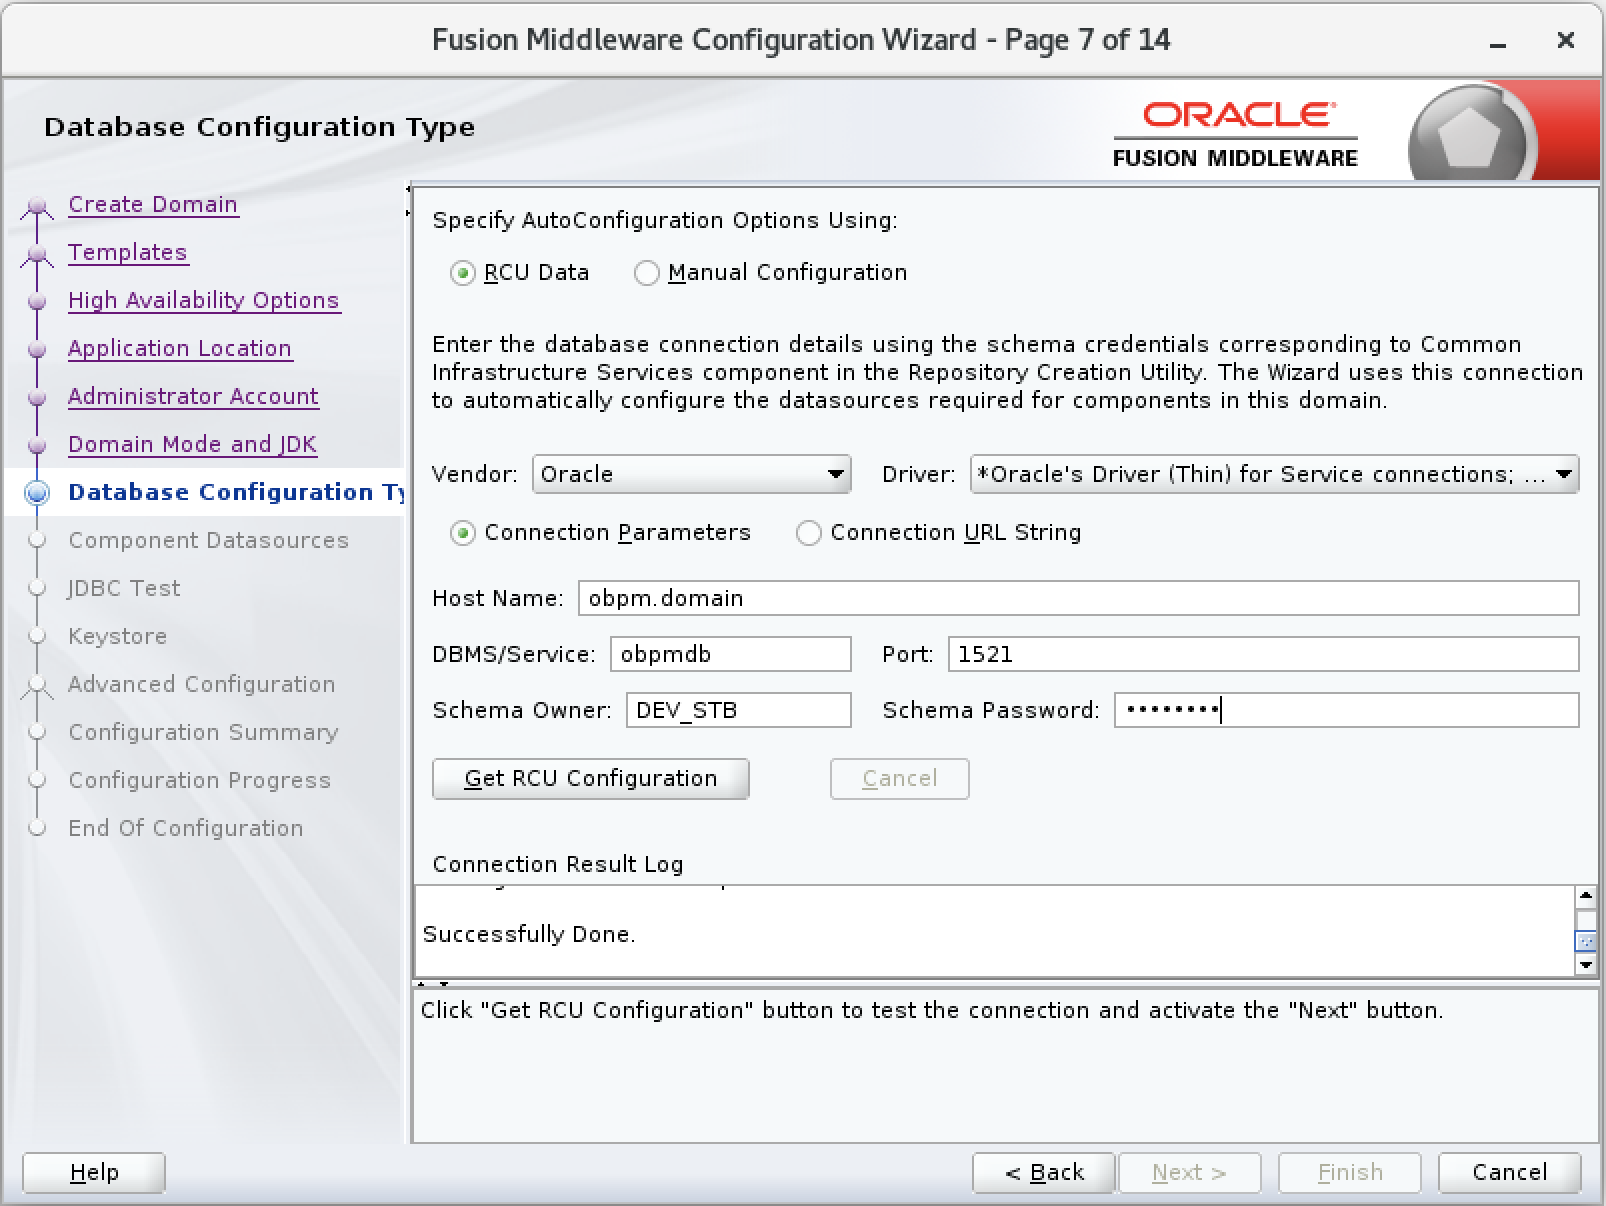 Fusion Middleware Configuration Wizard - Page 7 of 14
Database Configuration Type
ORACLE
FUSION MIDDLEWARE
Create Domain
Templates
High Availability Options
Application Location
Administrator Account
Domain Mode and JDK
Database Configuration Ty
Component Datasources
JDBC Test
Keystore
Advanced Configuration
Configuration Summary
Configuration Progress
End Of Configuration
Specify AutoConfiguration Options Using:
RCU Data Manual Configuration
Enter the database connection details using the schema credentials corresponding to Common
Infrastructure Services component in the Repository Creation Utility. The Wizard uses this connection
to automatically configure the datasources required for components in this domain.
Vendor: Oracle Driver: *Oracle's Driver (Thin) for Service connections; ...
Connection Parameters Connection URL String
Host Name: obpm.domain
DBMS/Service: obpmdb Port: 1521
Schema Owner: DEV_STB Schema Password: ••••••••
Get RCU Configuration Cancel
Connection Result Log
Successfully Done.
Click "Get RCU Configuration" button to test the connection and activate the "Next" button.
Help < Back Next > Finish Cancel